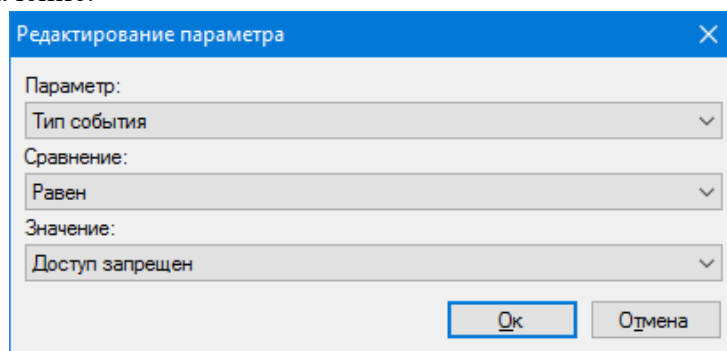 Редактирование параметра
Параметр:
Тип события
Сравнение:
Равен
Значение:
Доступ запрещен
Ок Отмена